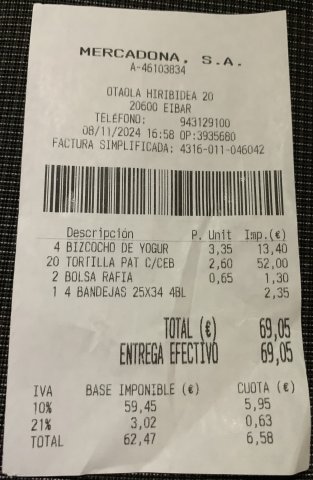 MERCADONA, S.A.
A-46103834
OTAOLA HIRIBIDEA 20
20600 EIBAR
TELÉFONO: 943129100
08/11/2024 16:58 OP:3935680
FACTURA SIMPLIFICADA: 4316-011-046042
Descripción P. Unit Imp.(€)
4 BIZCOCHO DE YOGUR 3,35 13,40
20 TORTILLA PAT C/CEB 2,60 52,00
2 BOLSA RAFIA 0,65 1,30
1 4 BANDEJAS 25X34 4BL 2,35
TOTAL (€) 69,05
ENTREGA EFECTIVO 69,05
IVA BASE IMPONIBLE (€) CUOTA (€)
10% 59,45 5,95
21% 3,02 0,63
TOTAL 62,47 6,58